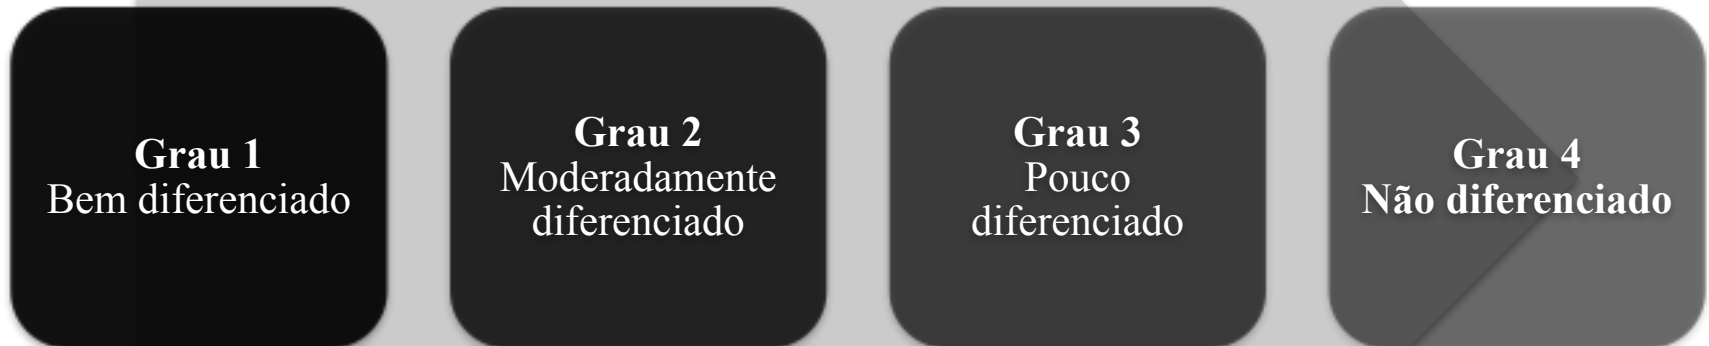 Grau 1
Bem diferenciado
Grau 2
Moderadamente
diferenciado
Grau 3
Pouco
diferenciado
Grau 4
Não diferenciado